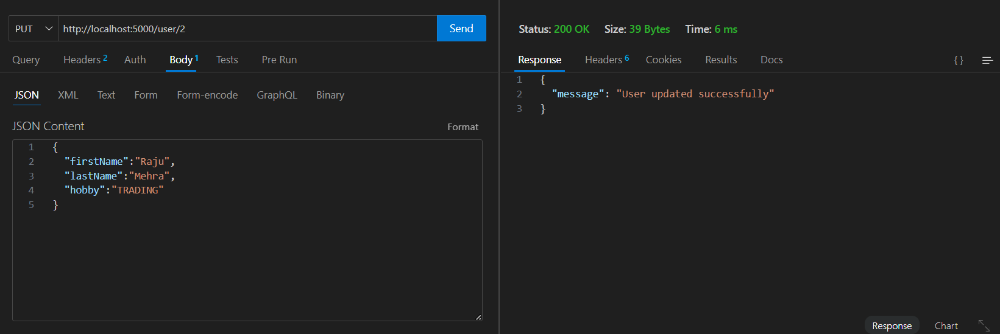 PUT http://localhost:5000/user/2 Send
Query Headers 2 Auth Body 1 Tests Pre Run
JSON XML Text Form Form-encode GraphQL Binary
JSON Content Format
1 {
2 "firstName":"Raju",
3 "lastName":"Mehra",
4 "hobby":"TRADING"
5 }
Status: 200 OK Size: 39 Bytes Time: 6 ms
Response Headers 6 Cookies Results Docs { }
1 {
2 "message": "User updated successfully"
3 }
Response Chart